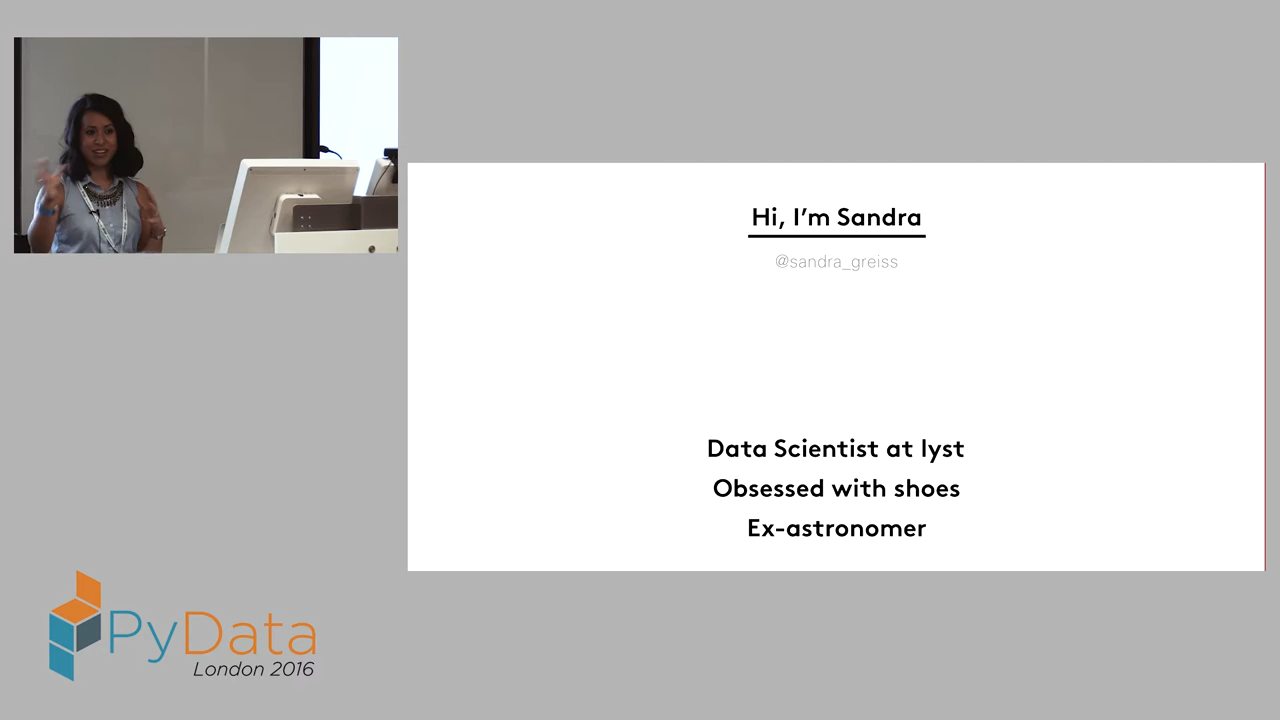 Hi, I'm Sandra
@sandra_greiss
Data Scientist at lyst
Obsessed with shoes
Ex-astronomer
PyData
London 2016